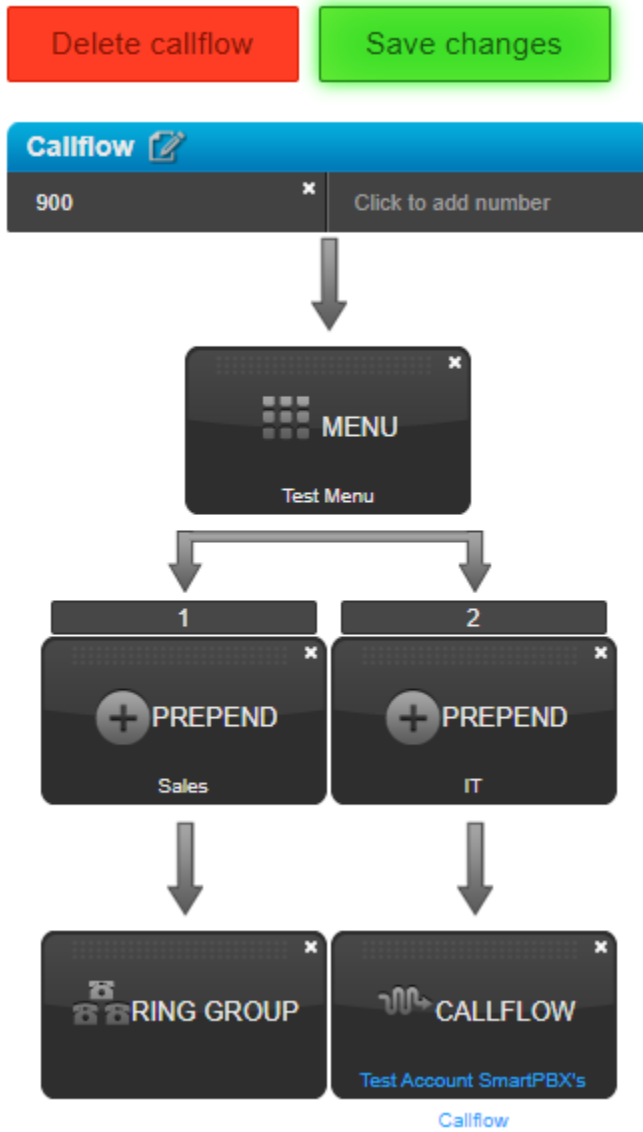 Delete callflow Save changes
Callflow
900 Click to add number
MENU
Test Menu
1 2
PREPEND PREPEND
Sales IT
RING GROUP CALLFLOW
Test Account SmartPBX's
Callflow